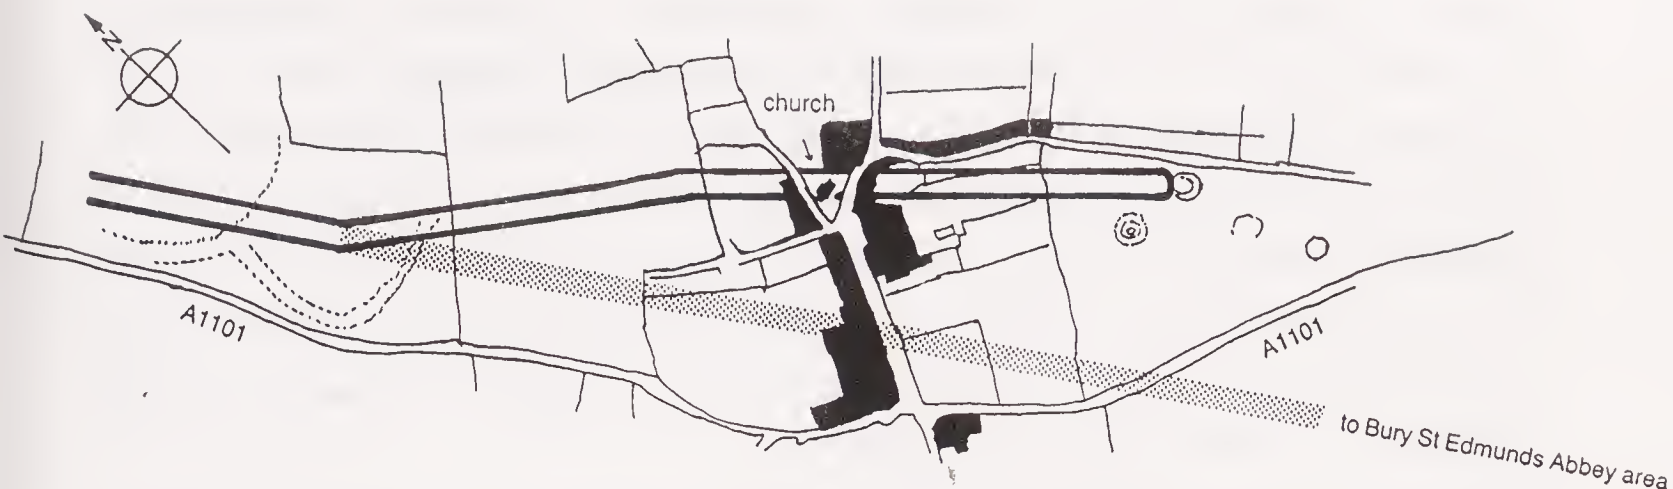 N
church
A1101
A1101
to Bury St Edmunds Abbey area